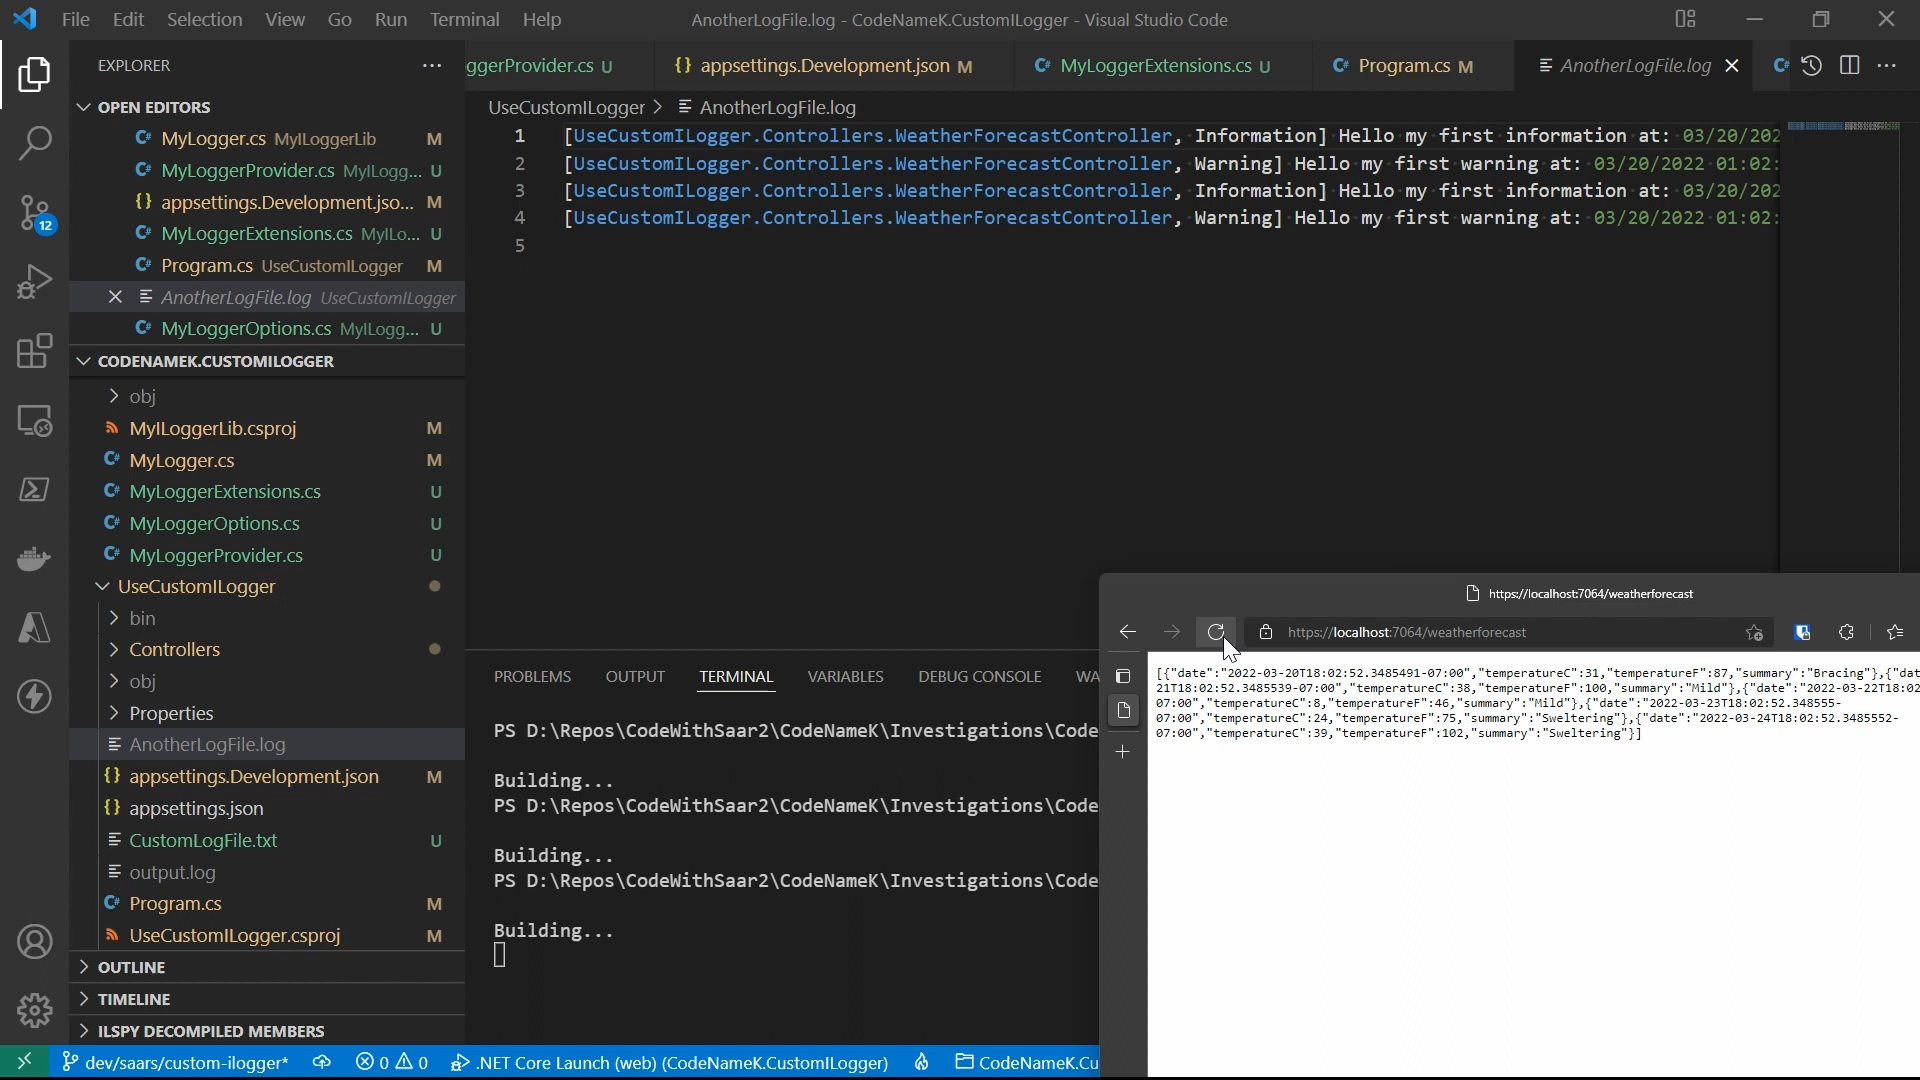 File Edit Selection View Go Run Terminal Help
AnotherLogFile.log - CodeNameK.CustomILogger - Visual Studio Code
EXPLORER
OPEN EDITORS
MyLogger.cs MyILoggerLib M
MyLoggerProvider.cs MyILogg... U
appsettings.Development.jso... M
MyLoggerExtensions.cs MyILo... U
Program.cs UseCustomILogger M
AnotherLogFile.log UseCustomILogger
MyLoggerOptions.cs MyILogg... U
CODENAMEK.CUSTOMILOGGER
obj
MyILoggerLib.csproj M
MyLogger.cs M
MyLoggerExtensions.cs U
MyLoggerOptions.cs U
MyLoggerProvider.cs U
UseCustomILogger
bin
Controllers
obj
Properties
AnotherLogFile.log
appsettings.Development.json M
appsettings.json
CustomLogFile.txt U
output.log
Program.cs M
UseCustomILogger.csproj M
OUTLINE
TIMELINE
ILSPY DECOMPILED MEMBERS
12
ggerProvider.cs U
appsettings.Development.json M
MyLoggerExtensions.cs U
Program.cs M
AnotherLogFile.log
UseCustomILogger > AnotherLogFile.log
1 [UseCustomILogger.Controllers.WeatherForecastController, Information] Hello my first information at: 03/20/202
2 [UseCustomILogger.Controllers.WeatherForecastController, Warning] Hello my first warning at: 03/20/2022 01:02:
3 [UseCustomILogger.Controllers.WeatherForecastController, Information] Hello my first information at: 03/20/202
4 [UseCustomILogger.Controllers.WeatherForecastController, Warning] Hello my first warning at: 03/20/2022 01:02:
5
PROBLEMS OUTPUT TERMINAL VARIABLES DEBUG CONSOLE WA
PS D:\Repos\CodeWithSaar2\CodeNameK\Investigations\Code
Building...
PS D:\Repos\CodeWithSaar2\CodeNameK\Investigations\Code
Building...
PS D:\Repos\CodeWithSaar2\CodeNameK\Investigations\Code
Building...
https://localhost:7064/weatherforecast
https://localhost:7064/weatherforecast
[{"date":"2022-03-20T18:02:52.3485491-07:00","temperatureC":31,"temperatureF":87,"summary":"Bracing"},{"dat
21T18:02:52.3485539-07:00","temperatureC":38,"temperatureF":100,"summary":"Mild"},{"date":"2022-03-22T18:02
07:00","temperatureC":8,"temperatureF":46,"summary":"Mild"},{"date":"2022-03-23T18:02:52.348555-
07:00","temperatureC":24,"temperatureF":75,"summary":"Sweltering"},{"date":"2022-03-24T18:02:52.3485552-
07:00","temperatureC":39,"temperatureF":102,"summary":"Sweltering"}]
dev/saars/custom-ilogger* 0 0 .NET Core Launch (web) (CodeNameK.CustomILogger) CodeNameK.Cu